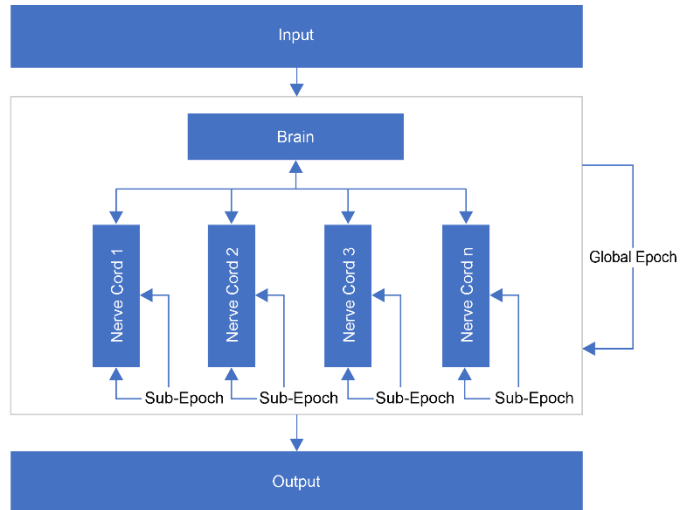 Input
Brain
Nerve Cord 1
Nerve Cord 2
Nerve Cord 3
Nerve Cord n
Global Epoch
Sub-Epoch
Sub-Epoch
Sub-Epoch
Sub-Epoch
Output